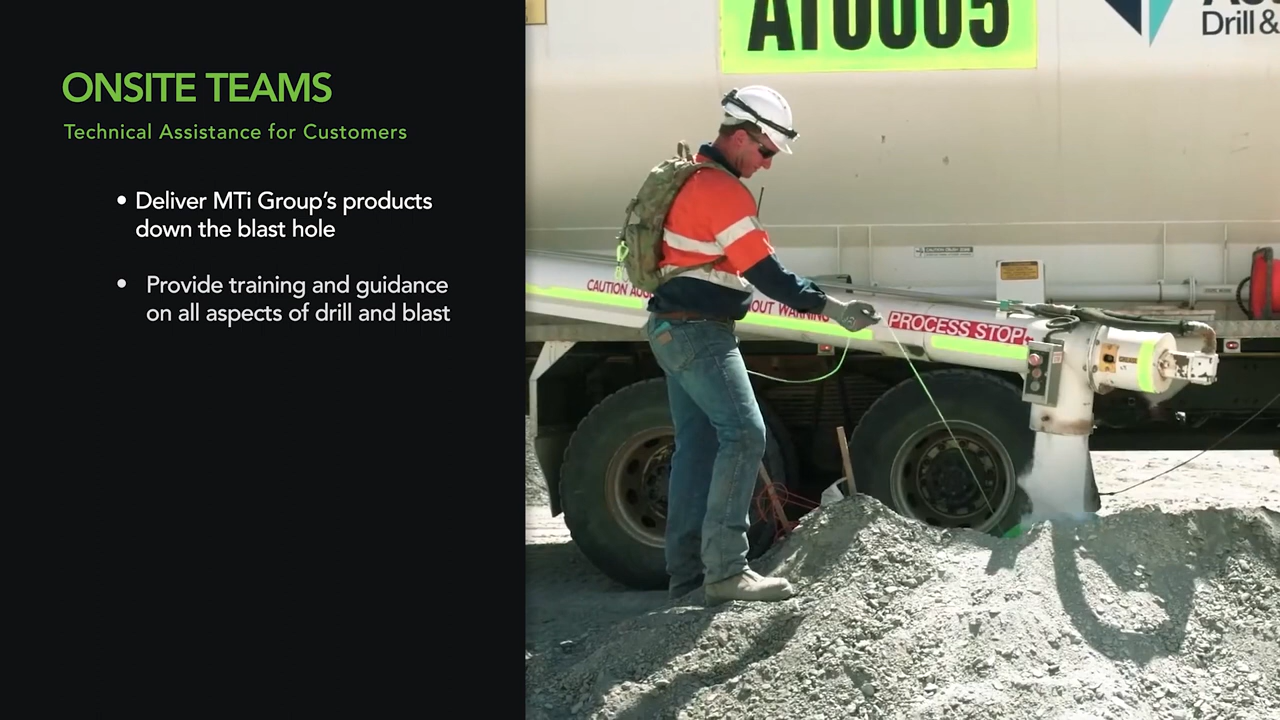 ONSITE TEAMS
Technical Assistance for Customers
• Deliver MTi Group's products
down the blast hole
• Provide training and guidance
on all aspects of drill and blast
AT0005
Drill &
CAUTION
OUT WARNING
PROCESS STOP